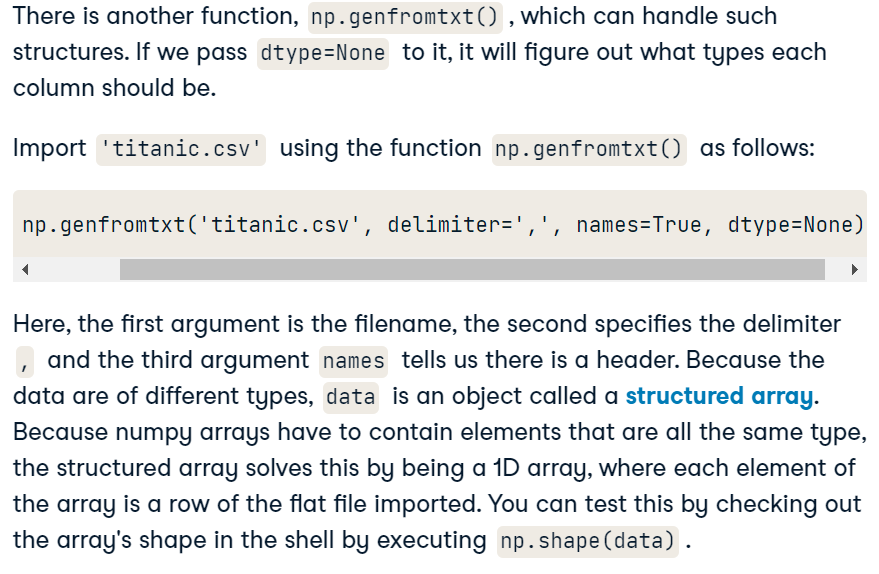 There is another function, np.genfromtxt() , which can handle such
structures. If we pass dtype=None to it, it will figure out what types each
column should be.
Import 'titanic.csv' using the function np.genfromtxt() as follows:
np.genfromtxt('titanic.csv', delimiter=',', names=True, dtype=None)
Here, the first argument is the filename, the second specifies the delimiter
, and the third argument names tells us there is a header. Because the
data are of different types, data is an object called a structured array.
Because numpy arrays have to contain elements that are all the same type,
the structured array solves this by being a 1D array, where each element of
the array is a row of the flat file imported. You can test this by checking out
the array's shape in the shell by executing np.shape(data) .